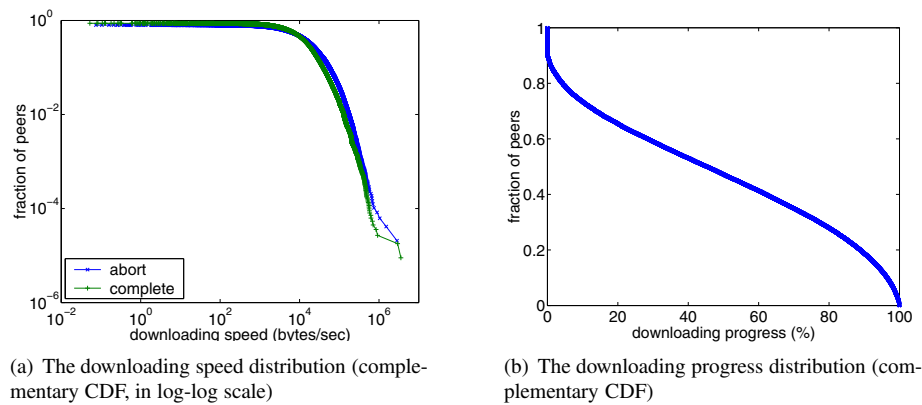 10^0
10^-2
10^-4
10^-6
fraction of peers
abort
complete
10^-2 10^0 10^2 10^4 10^6
downloading speed (bytes/sec)
(a) The downloading speed distribution (comple-
mentary CDF, in log-log scale)
1
0.8
0.6
0.4
0.2
0
fraction of peers
0 20 40 60 80 100
downloading progress (%)
(b) The downloading progress distribution (com-
plementary CDF)